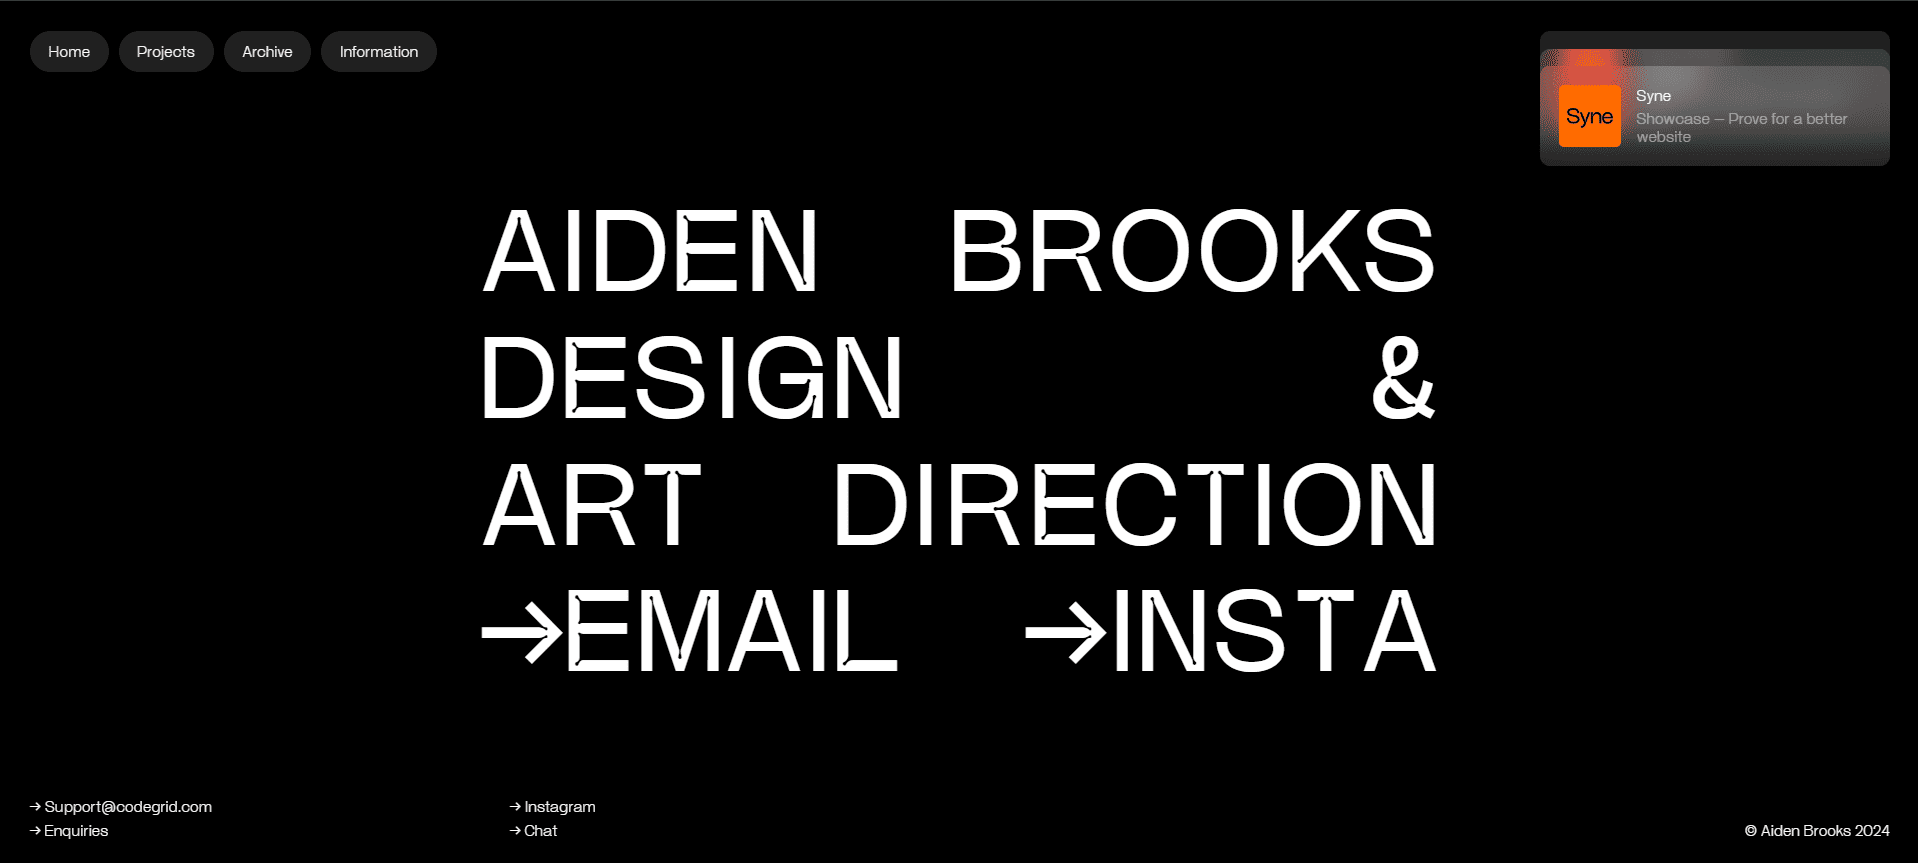 Home Projects Archive Information
Syne
Syne
Showcase – Prove for a better
website
AIDEN BROOKS
DESIGN &
ART DIRECTION
→EMAIL →INSTA
→ Support@codegrid.com
→ Enquiries
→ Instagram
→ Chat
© Aiden Brooks 2024